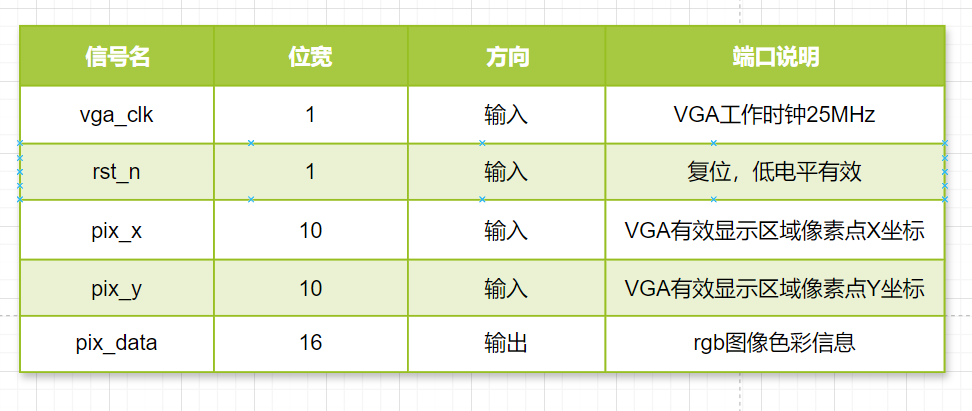 信号名 位宽 方向 端口说明
vga_clk 1 输入 VGA工作时钟25MHz
rst_n 1 输入 复位，低电平有效
pix_x 10 输入 VGA有效显示区域像素点X坐标
pix_y 10 输入 VGA有效显示区域像素点Y坐标
pix_data 16 输出 rgb图像色彩信息